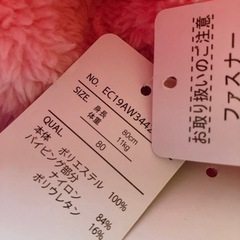 NO. EC19AW3442
SIZE
身長 80cm
体重 11kg
80
QUAL
本体
ポリエステル 100%
パイピング部分
ナイロン 84%
ポリウレタン 16%
お取り扱いのご注意
ファスナー